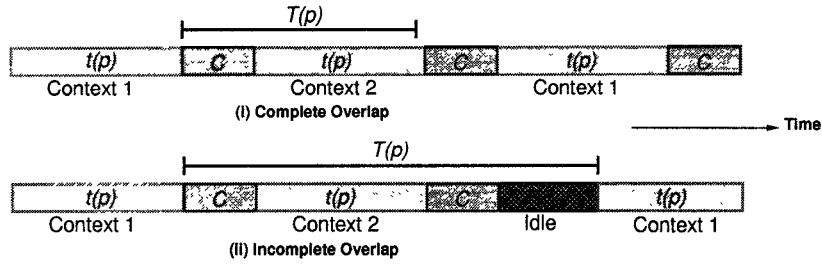 T(p)
t(p) C t(p) C t(p) C
Context 1 Context 2 Context 1
(i) Complete Overlap
Time
T(p)
t(p) C t(p) C t(p)
Context 1 Context 2 Idle Context 1
(ii) Incomplete Overlap